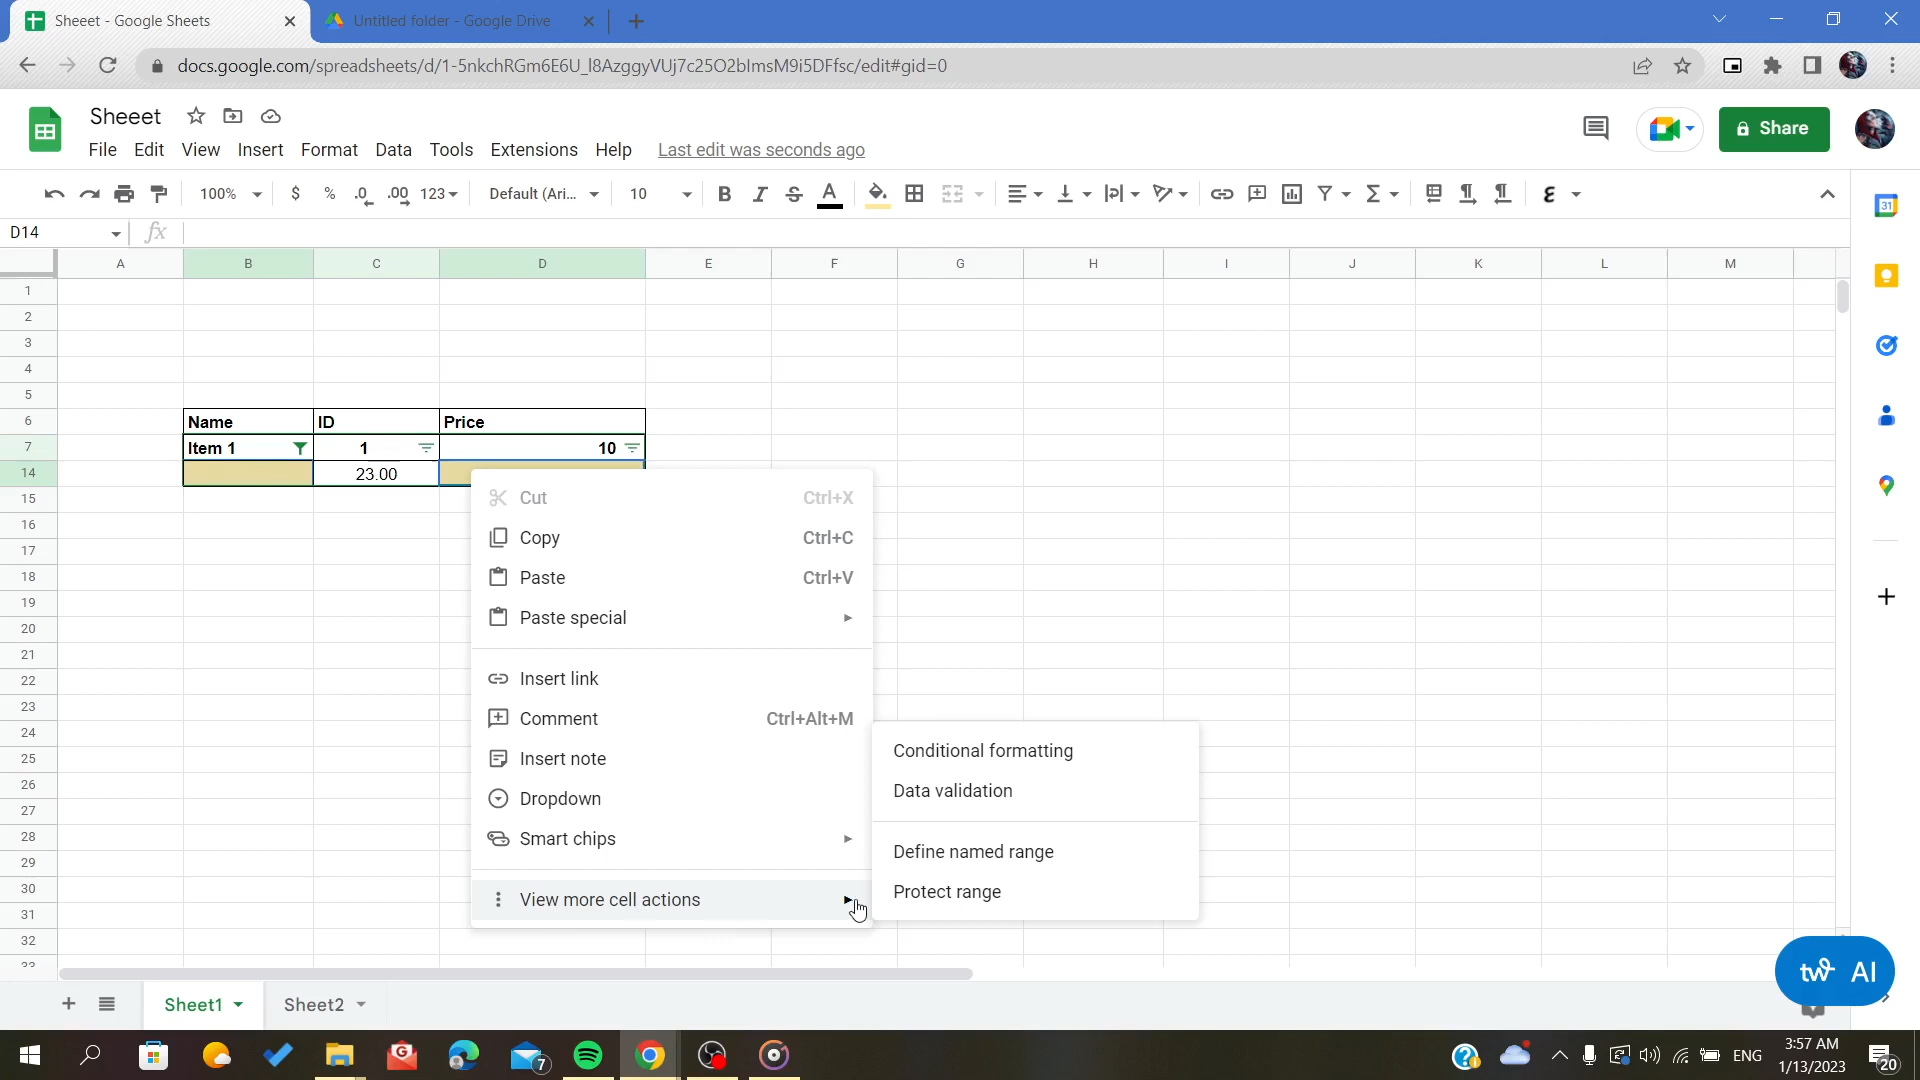 Sheeet - Google Sheets
Untitled folder - Google Drive
docs.google.com/spreadsheets/d/1-5nkchRGm6E6U_I8AzggyVUj7c25O2bImsM9i5DFfsc/edit#gid=0
Sheeet
Share
File Edit View Insert Format Data Tools Extensions Help Last edit was seconds ago
100% $ % .0 .00 123 Default (Ari... 10 B I S A
D14 fx
A B C D E F G H I J K L M
1
2
3
4
5
6 Name ID Price
7 Item 1 1 10
14 23.00
15
16
17
18
19
20
21
22
23
24
25
26
27
28
29
30
31
32
33
Cut Ctrl+X
Copy Ctrl+C
Paste Ctrl+V
Paste special
Insert link
Comment Ctrl+Alt+M
Insert note
Dropdown
Smart chips
View more cell actions
Conditional formatting
Data validation
Define named range
Protect range
31
AI
Sheet1 Sheet2
7
ENG
3:57 AM
1/13/2023
20